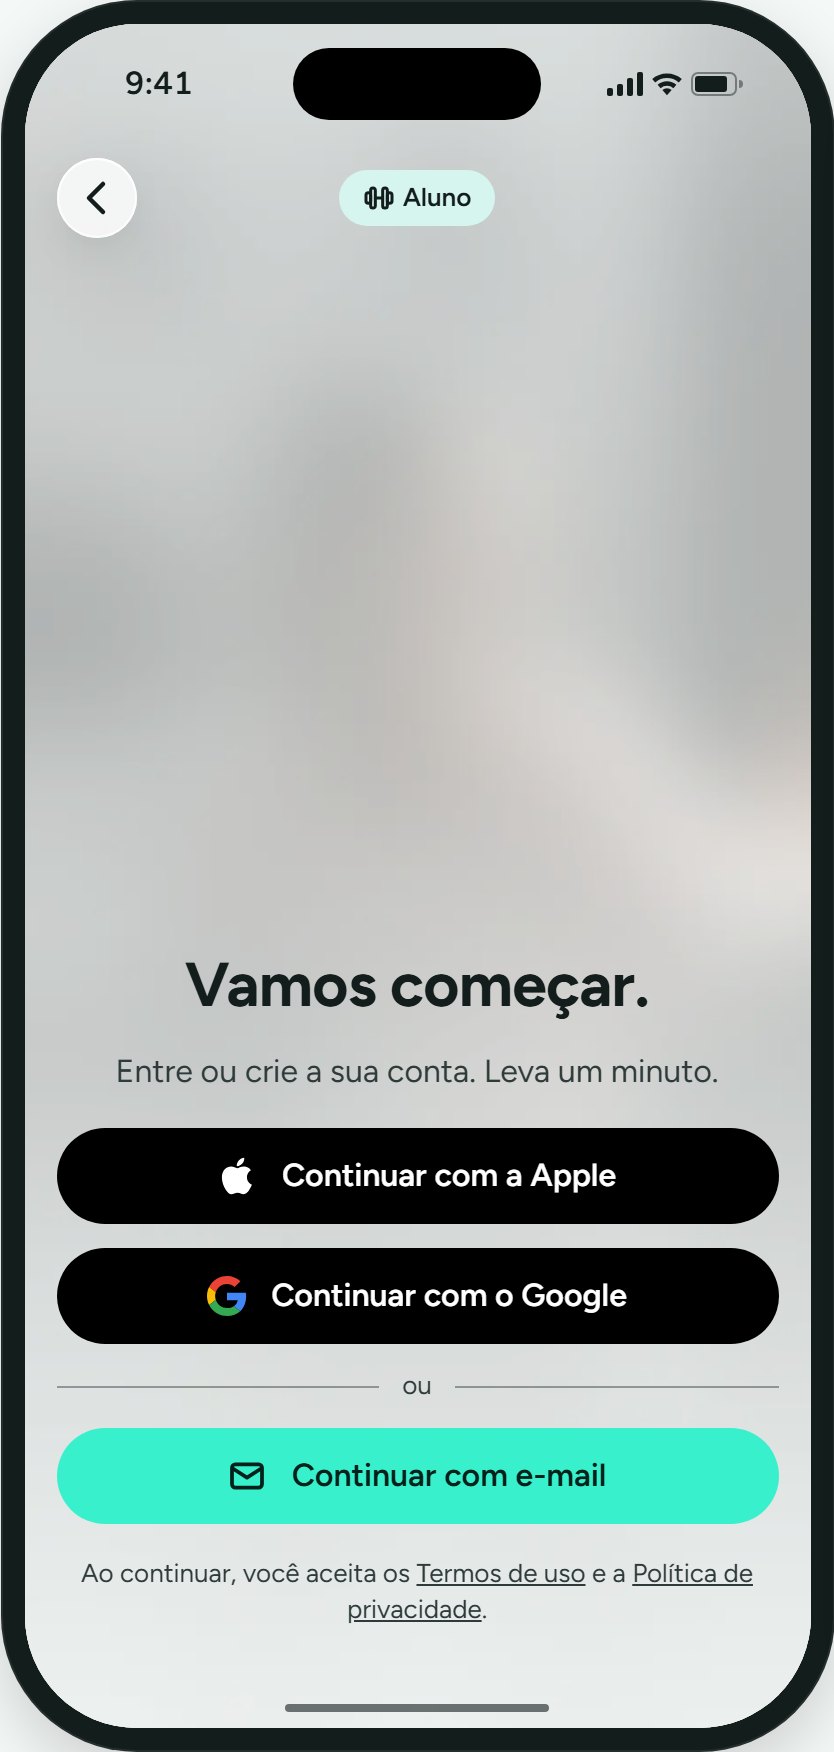 9:41
Aluno
Vamos começar.
Entre ou crie a sua conta. Leva um minuto.
Continuar com a Apple
Continuar com o Google
ou
Continuar com e-mail
Ao continuar, você aceita os Termos de uso e a Política de
privacidade.